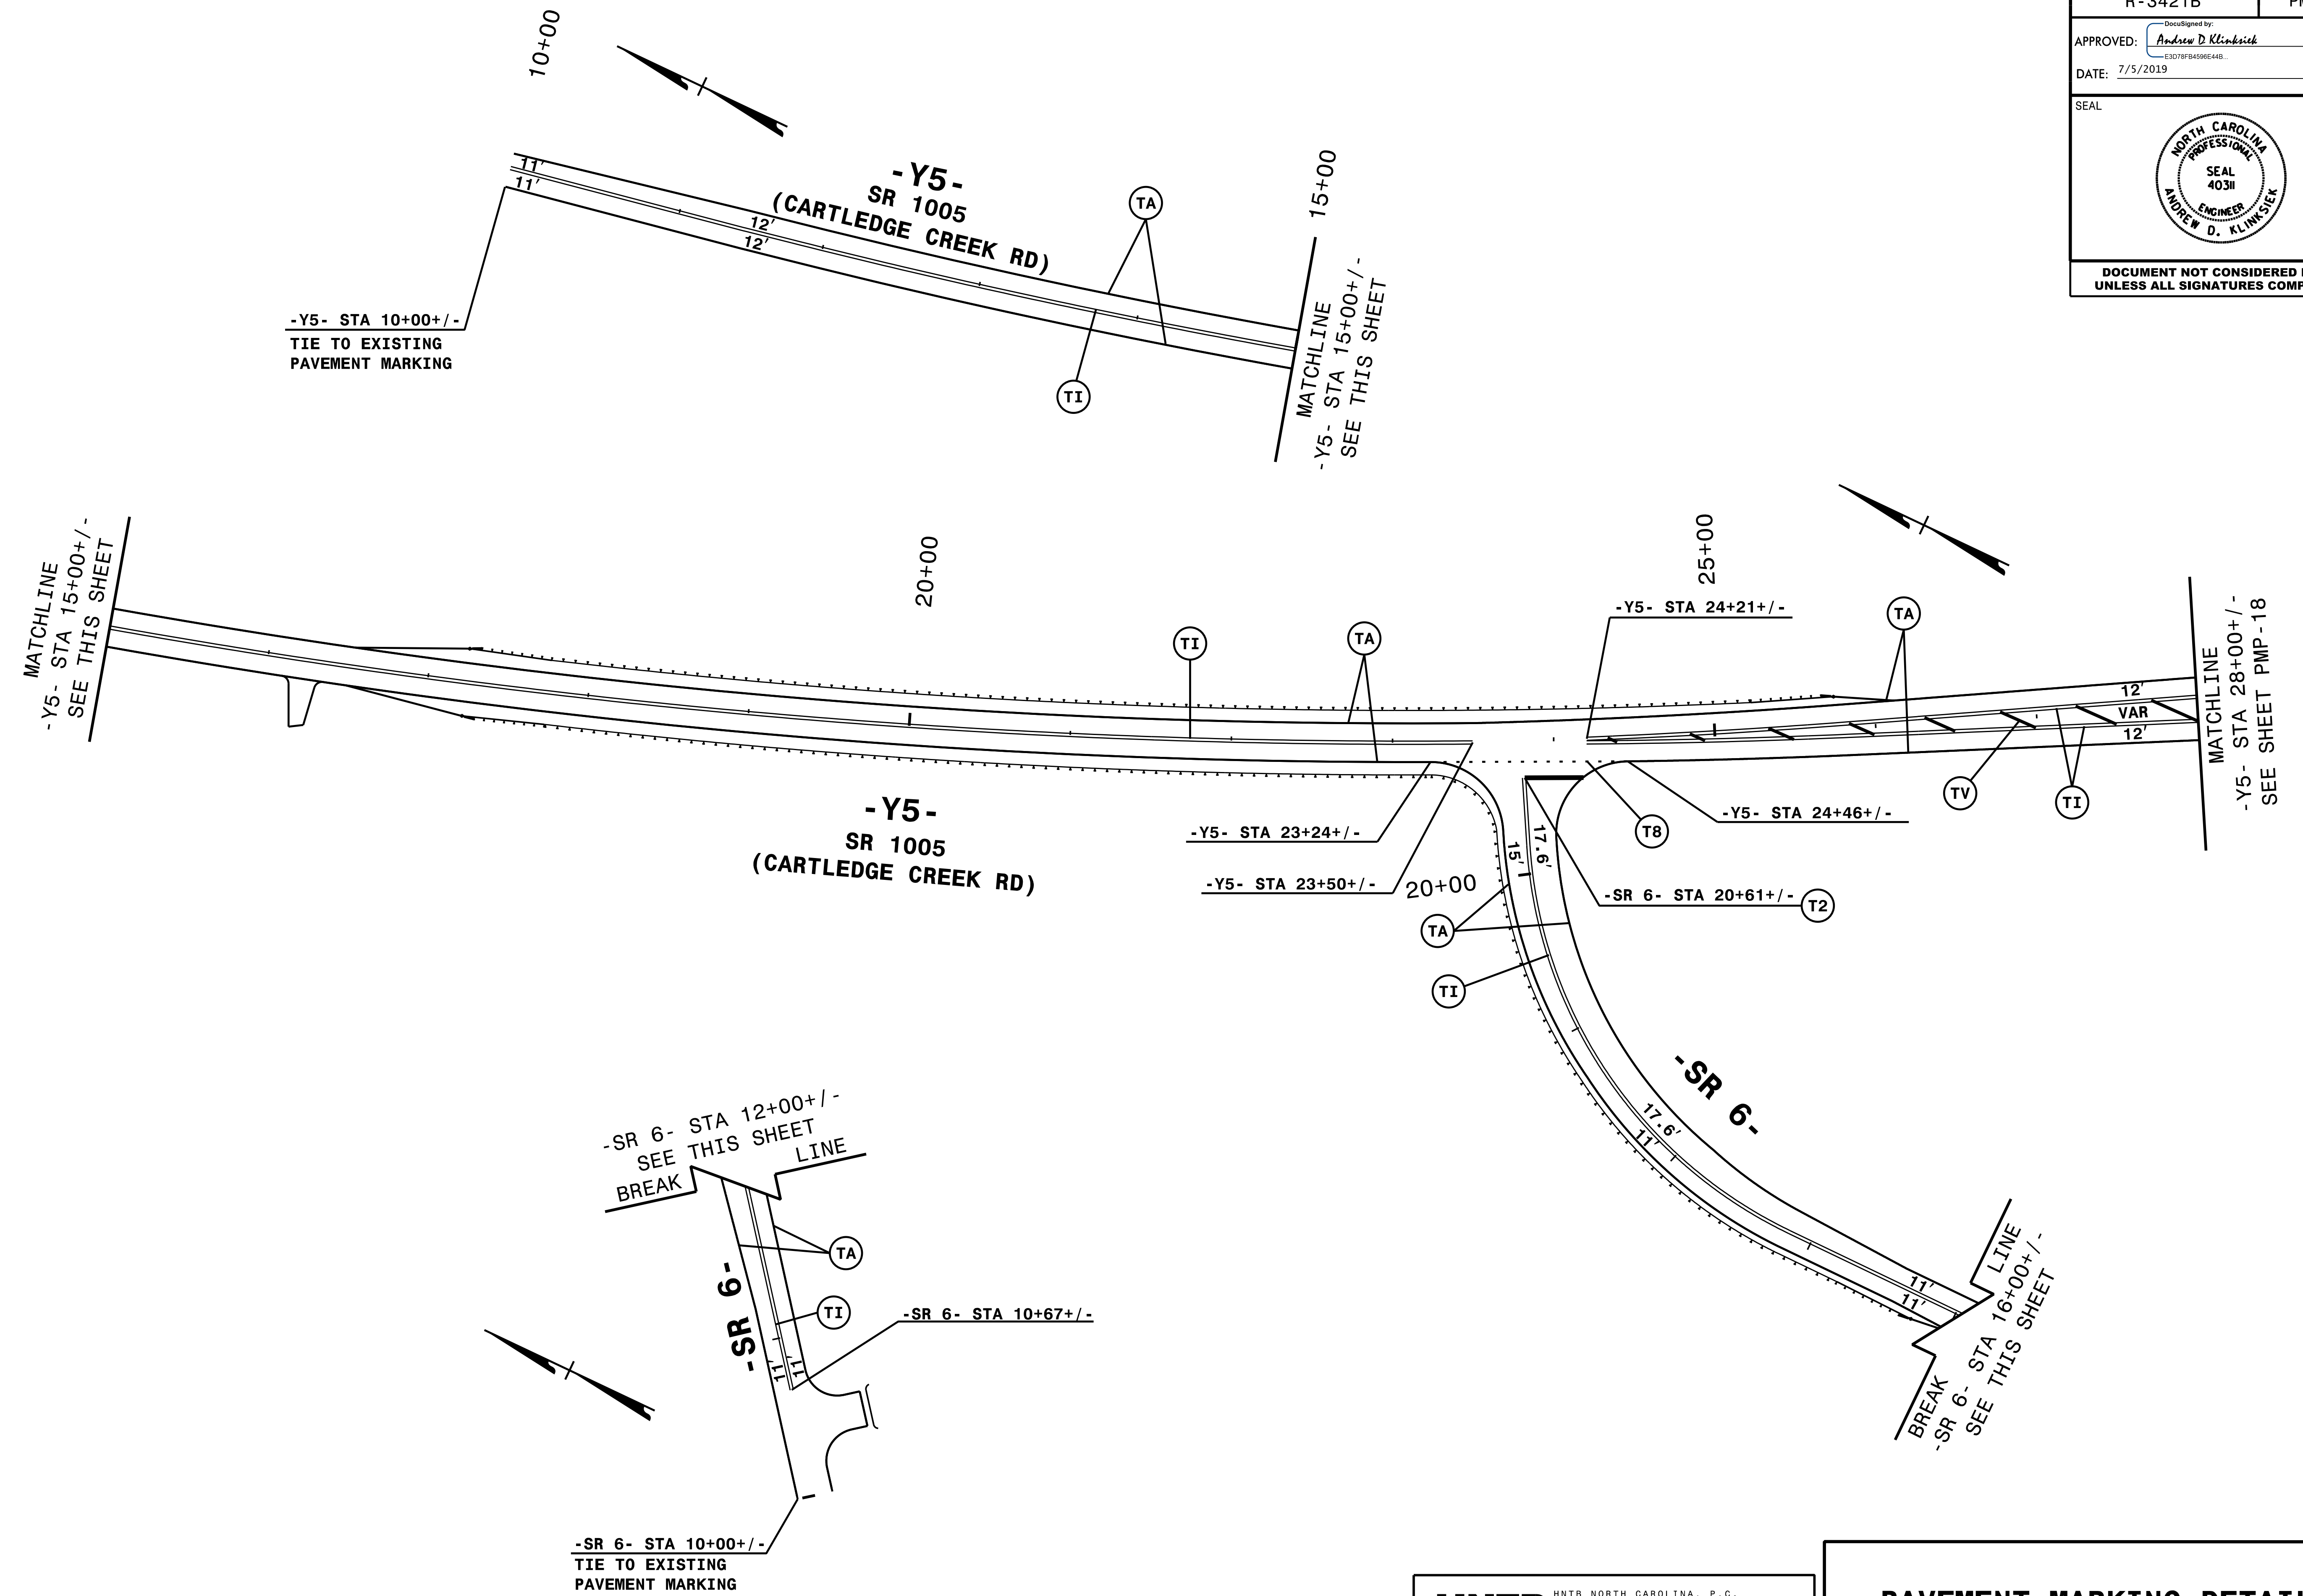 R-3421B
APPROVED:
DocuSigned by:
Andrew D. Klinksiek
E3D78FB4596E44B...
DATE: 7/5/2019
SEAL
NORTH CAROLINA
PROFESSIONAL
SEAL
40311
ENGINEER
ANDREW D. KLINKSIEK
DOCUMENT NOT CONSIDERED
UNLESS ALL SIGNATURES
10+00
11'
11'
-Y5-
SR 1005
(CARTLEDGE CREEK RD)
12'
12'
TA
15+00
-Y5- STA 10+00+/-
TIE TO EXISTING
PAVEMENT MARKING
TI
MATCHLINE
-Y5- STA 15+00+/-
SEE THIS SHEET
MATCHLINE
-Y5- STA 15+00+/-
SEE THIS SHEET
20+00
25+00
-Y5- STA 24+21+/-
TI
TA
TA
12'
VAR
12'
MATCHLINE
-Y5- STA 28+00+/-
SEE SHEET PMP-18
-Y5-
SR 1005
(CARTLEDGE CREEK RD)
-Y5- STA 23+24+/-
-Y5- STA 23+50+/-
T8
-Y5- STA 24+46+/-
TV
TI
15'
17.6'
20+00
-SR 6- STA 20+61+/-
T2
TA
TI
-SR 6-
17.6'
11'
11'
11'
BREAK LINE
-SR 6- STA 16+00+/-
SEE THIS SHEET
-SR 6- STA 12+00+/-
SEE THIS SHEET
BREAK LINE
TA
TI
-SR 6-
-SR 6- STA 10+67+/-
11'
11'
-SR 6- STA 10+00+/-
TIE TO EXISTING
PAVEMENT MARKING
HNTB NORTH CAROLINA, P.C.
PAVEMENT MARKING